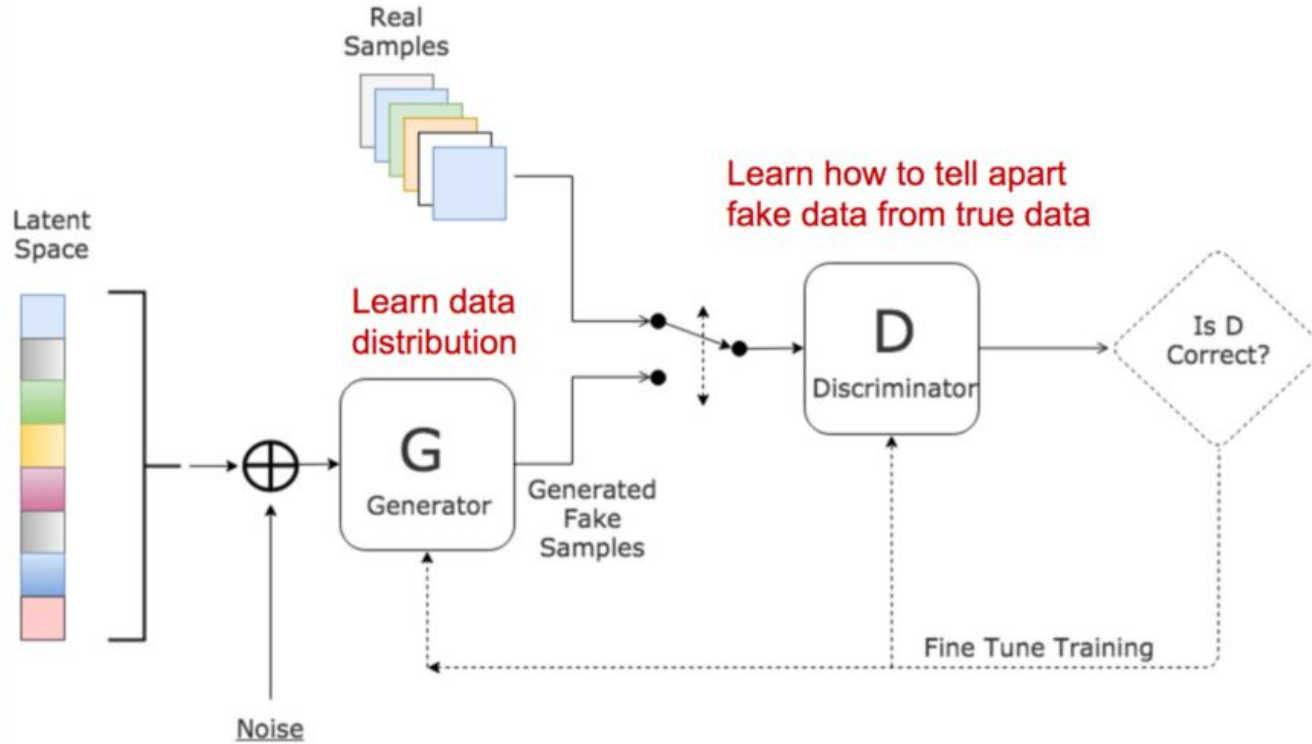 Real
Samples
Learn how to tell apart
fake data from true data
Latent
Space
Learn data
distribution
Is D
Correct?
D
Discriminator
G
Generator
Generated
Fake
Samples
Fine Tune Training
Noise